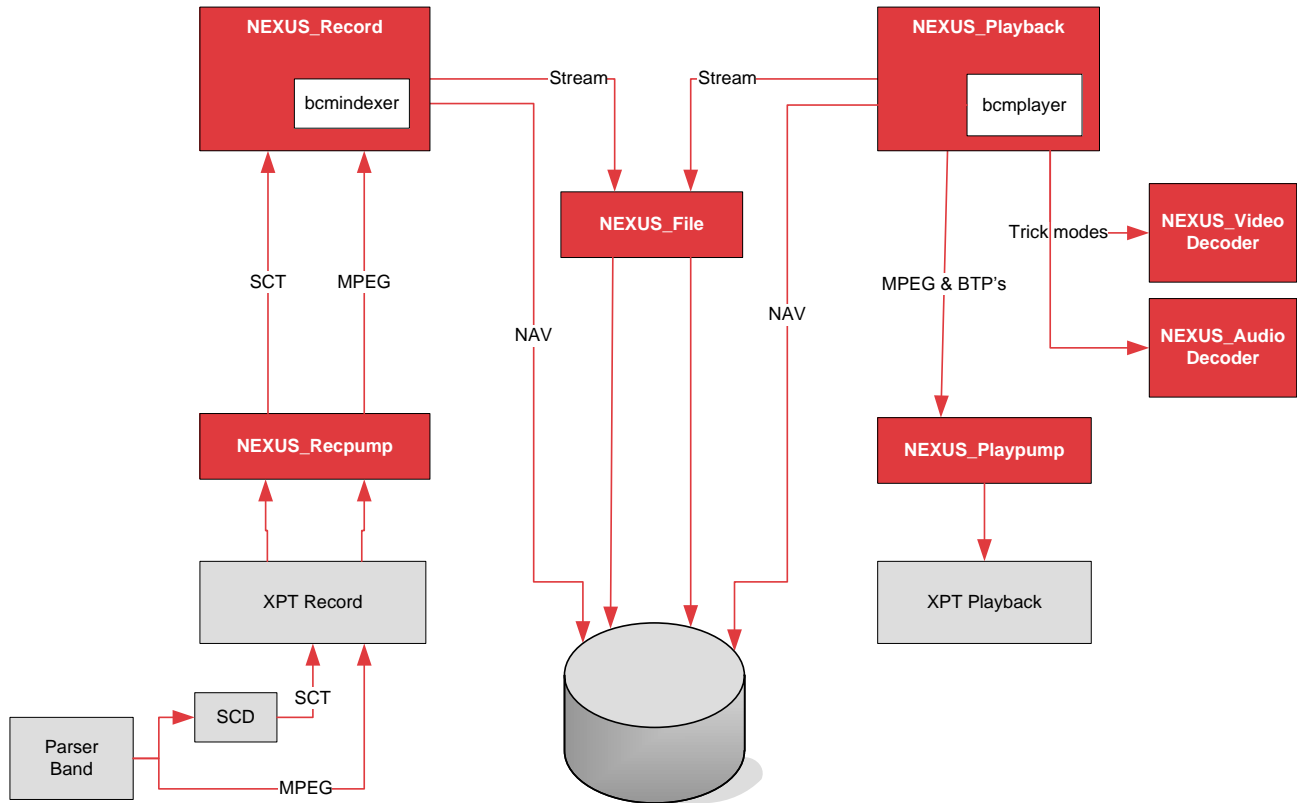 NEXUS_Record
bcmindexer
Stream
Stream
NEXUS_Playback
bcmplayer
NEXUS_File
NEXUS_Video
Decoder
Trick modes
SCT
MPEG
MPEG & BTP's
NAV
NAV
NEXUS_Audio
Decoder
NEXUS_Recpump
NEXUS_Playpump
XPT Record
XPT Playback
SCT
SCD
Parser
Band
MPEG